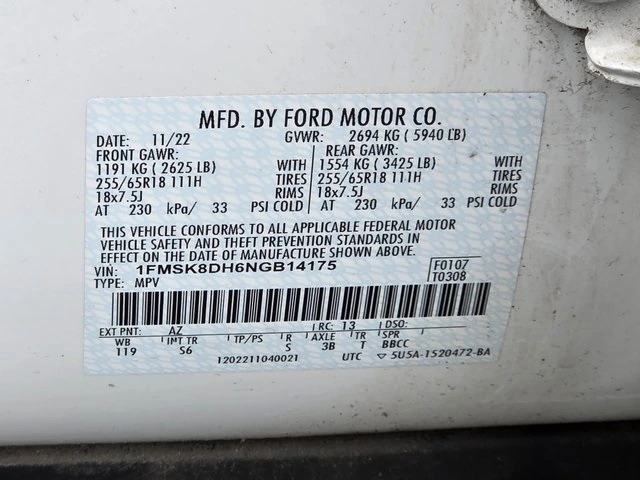 MFD. BY FORD MOTOR CO.
DATE: 11/22 GVWR: 2694 KG ( 5940 LB)
FRONT GAWR: REAR GAWR:
1191 KG ( 2625 LB) WITH 1554 KG ( 3425 LB) WITH
255/65R18 111H TIRES 255/65R18 111H TIRES
18x7.5J RIMS 18x7.5J RIMS
AT 230 kPa/ 33 PSI COLD AT 230 kPa/ 33 PSI COLD
THIS VEHICLE CONFORMS TO ALL APPLICABLE FEDERAL MOTOR
VEHICLE SAFETY AND THEFT PREVENTION STANDARDS IN
EFFECT ON THE DATE OF MANUFACTURE SHOWN ABOVE.
VIN: 1FMSK8DH6NGB14175 F0107
TYPE: MPV T0308
EXT PNT: AZ RC: 13 DSO:
WB INT TR TP/PS R AXLE TR SPR
119 S6 S 3B T BBCC
1202211040021 UTC 5U5A-1520472-BA